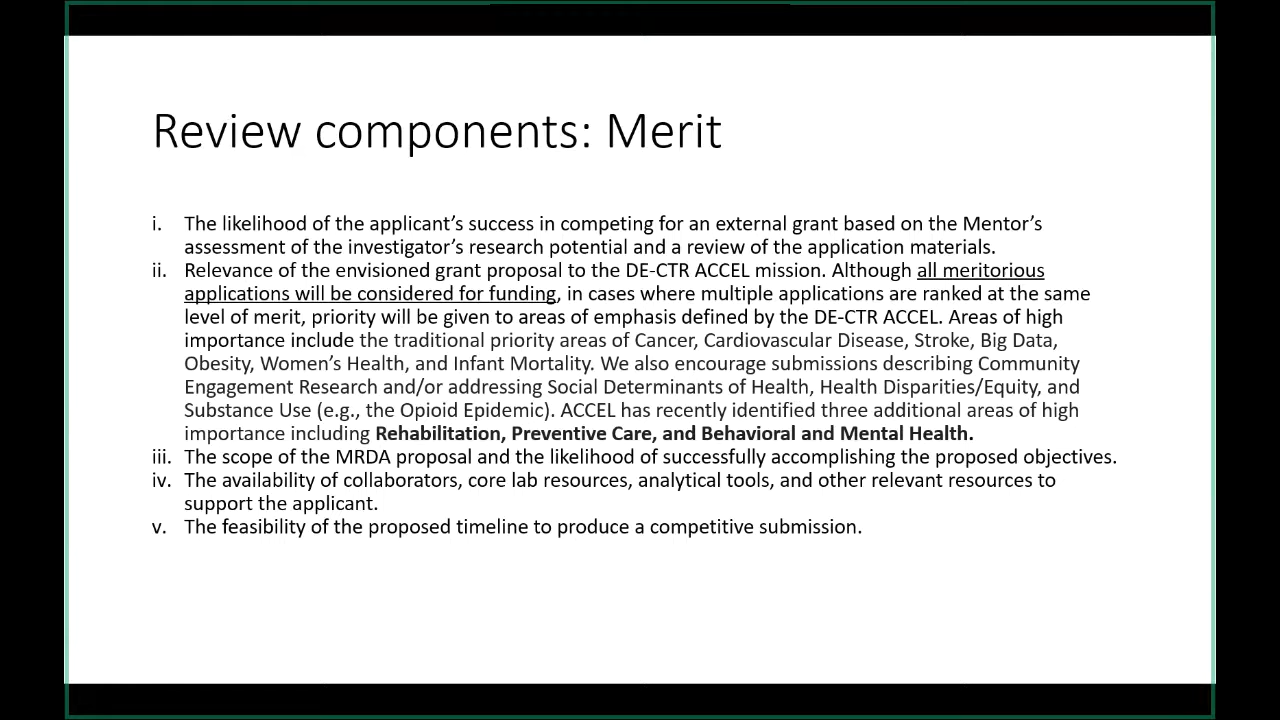 Review components: Merit
i. The likelihood of the applicant’s success in competing for an external grant based on the Mentor’s
assessment of the investigator’s research potential and a review of the application materials.
ii. Relevance of the envisioned grant proposal to the DE-CTR ACCEL mission. Although all meritorious
applications will be considered for funding, in cases where multiple applications are ranked at the same
level of merit, priority will be given to areas of emphasis defined by the DE-CTR ACCEL. Areas of high
importance include the traditional priority areas of Cancer, Cardiovascular Disease, Stroke, Big Data,
Obesity, Women’s Health, and Infant Mortality. We also encourage submissions describing Community
Engagement Research and/or addressing Social Determinants of Health, Health Disparities/Equity, and
Substance Use (e.g., the Opioid Epidemic). ACCEL has recently identified three additional areas of high
importance including Rehabilitation, Preventive Care, and Behavioral and Mental Health.
iii. The scope of the MRDA proposal and the likelihood of successfully accomplishing the proposed objectives.
iv. The availability of collaborators, core lab resources, analytical tools, and other relevant resources to
support the applicant.
v. The feasibility of the proposed timeline to produce a competitive submission.